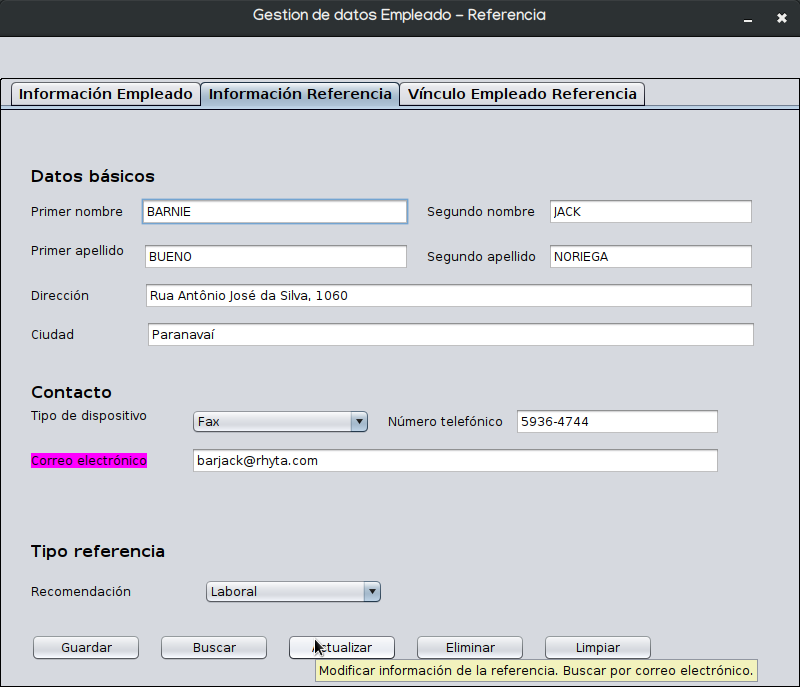 Gestion de datos Empleado – Referencia
Información Empleado Información Referencia Vínculo Empleado Referencia
Datos básicos
Primer nombre BARNIE Segundo nombre JACK
Primer apellido BUENO Segundo apellido NORIEGA
Dirección Rua Antônio José da Silva, 1060
Ciudad Paranavaí
Contacto
Tipo de dispositivo Fax Número telefónico 5936-4744
Correo electrónico barjack@rhyta.com
Tipo referencia
Recomendación Laboral
Guardar Buscar Actualizar Eliminar Limpiar
Modificar información de la referencia. Buscar por correo electrónico.